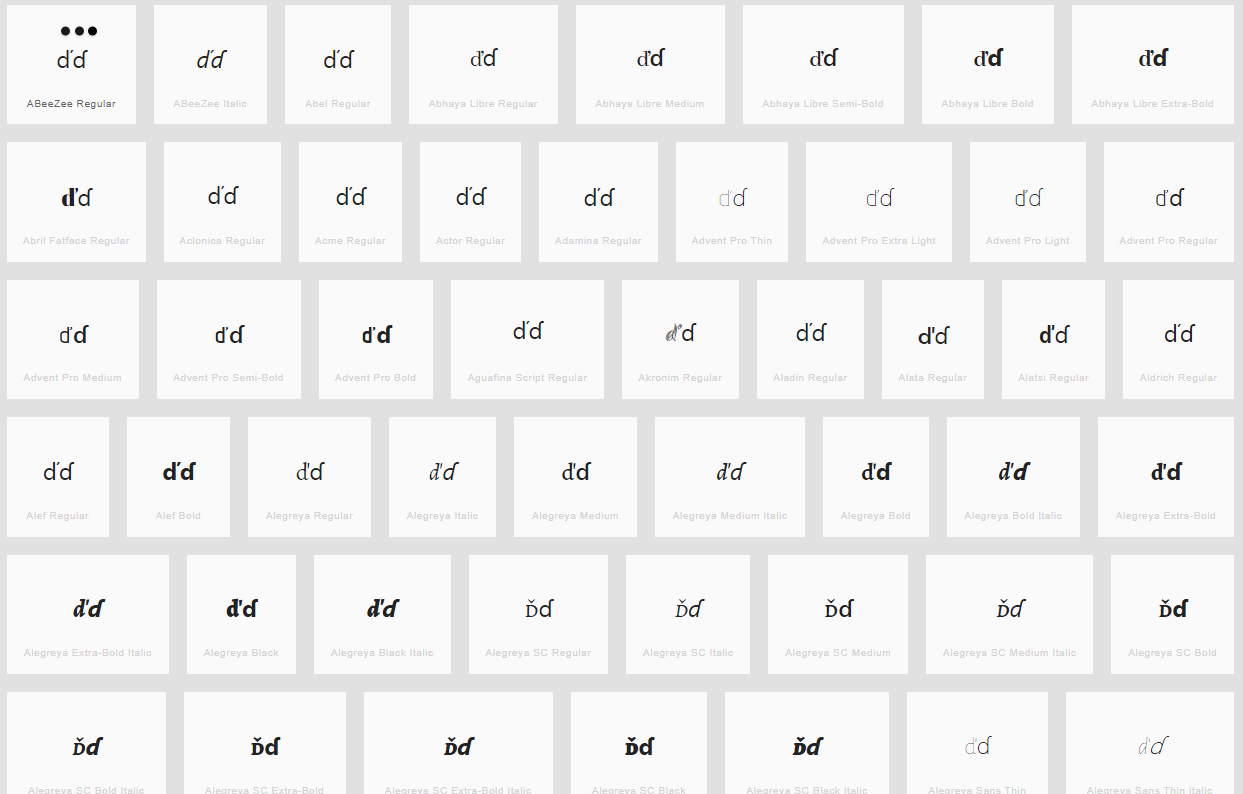 ďɗ ďɗ ďɗ ďɗ ďɗ ďɗ ďɗ ďɗ
ABeeZee Regular ABeeZee Italic Abel Regular Abhaya Libre Regular Abhaya Libre Medium Abhaya Libre Semi-Bold Abhaya Libre Bold Abhaya Libre Extra-Bold
ďɗ ďɗ ďɗ ďɗ ďɗ ďɗ ďɗ ďɗ ďɗ
Abril Fatface Regular Aclonica Regular Acme Regular Actor Regular Adamina Regular Advent Pro Thin Advent Pro Extra Light Advent Pro Light Advent Pro Regular
ďɗ ďɗ ďɗ ďɗ ďɗ ďɗ ďɗ ďɗ ďɗ
Advent Pro Medium Advent Pro Semi-Bold Advent Pro Bold Aguafina Script Regular Akronim Regular Aladin Regular Alata Regular Alatsi Regular Aldrich Regular
ďɗ ďɗ ďɗ ďɗ ďɗ ďɗ ďɗ ďɗ ďɗ
Alef Regular Alef Bold Alegreya Regular Alegreya Italic Alegreya Medium Alegreya Medium Italic Alegreya Bold Alegreya Bold Italic Alegreya Extra-Bold
ďɗ ďɗ ďɗ Ďɗ Ďɗ Ďɗ Ďɗ Ďɗ
Alegreya Extra-Bold Italic Alegreya Black Alegreya Black Italic Alegreya SC Regular Alegreya SC Italic Alegreya SC Medium Alegreya SC Medium Italic Alegreya SC Bold
Ďɗ Ďɗ Ďɗ Ďɗ Ďɗ ďɗ ďɗ
Alegreya SC Bold Italic Alegreya SC Extra-Bold Alegreya SC Extra-Bold Italic Alegreya SC Black Alegreya SC Black Italic Alegreya Sans Thin Alegreya Sans Thin Italic